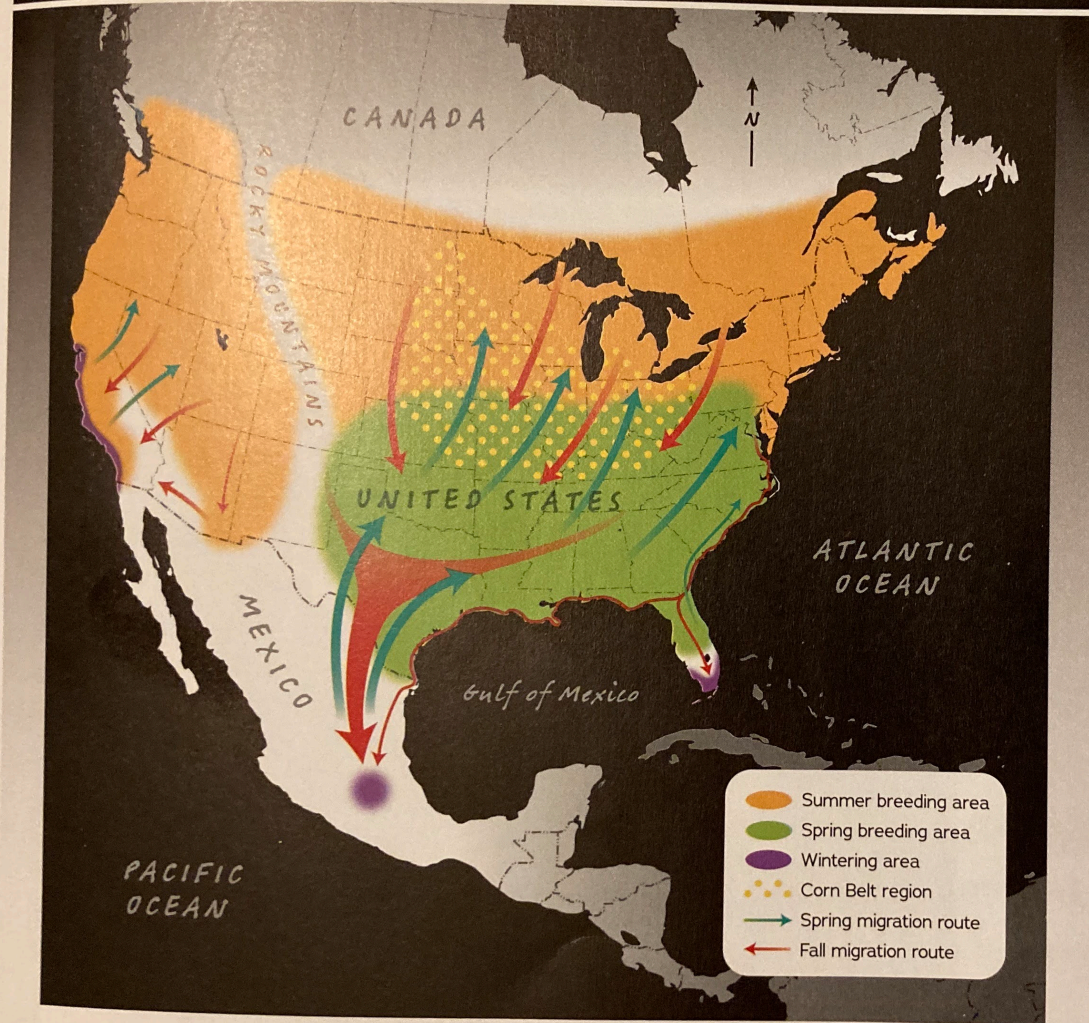 CANADA
N
ROCKY MOUNTAINS
UNITED STATES
ATLANTIC
OCEAN
MEXICO
Gulf of Mexico
PACIFIC
OCEAN
Summer breeding area
Spring breeding area
Wintering area
Corn Belt region
Spring migration route
Fall migration route